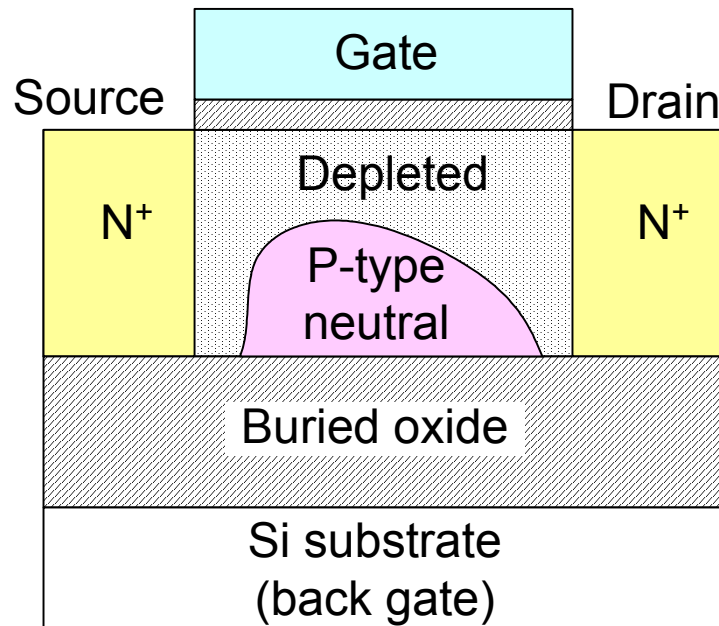 Gate
Source
Drain
Depleted
N⁺
N⁺
P-type
neutral
Buried oxide
Si substrate
(back gate)